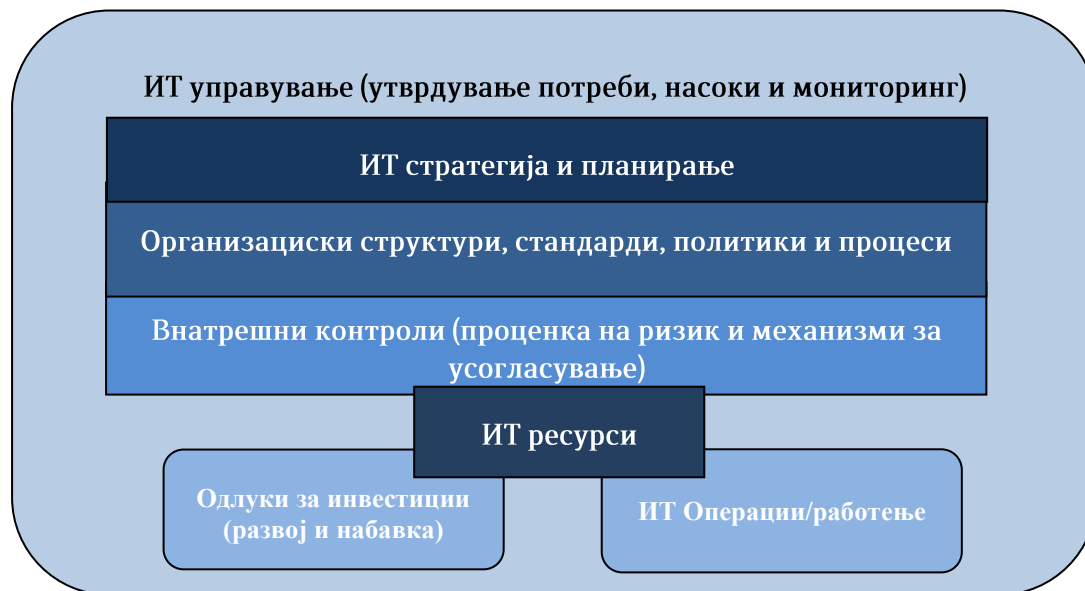 ИТ управување (утврдување потреби, насоки и мониторинг)
ИТ стратегија и планирање
Организациски структури, стандарди, политики и процеси
Внатрешни контроли (проценка на ризик и механизми за
усогласување)
ИТ ресурси
Одлуки за инвестиции
(развој и набавка)
ИТ Операции/работење